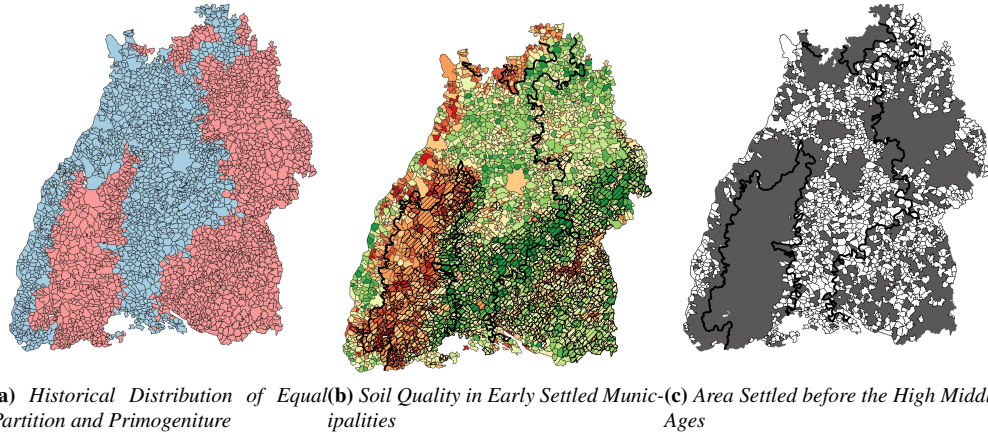 a) Historical Distribution of Equal
Partition and Primogeniture
(b) Soil Quality in Early Settled Munic-
ipalities
(c) Area Settled before the High Middl
Ages